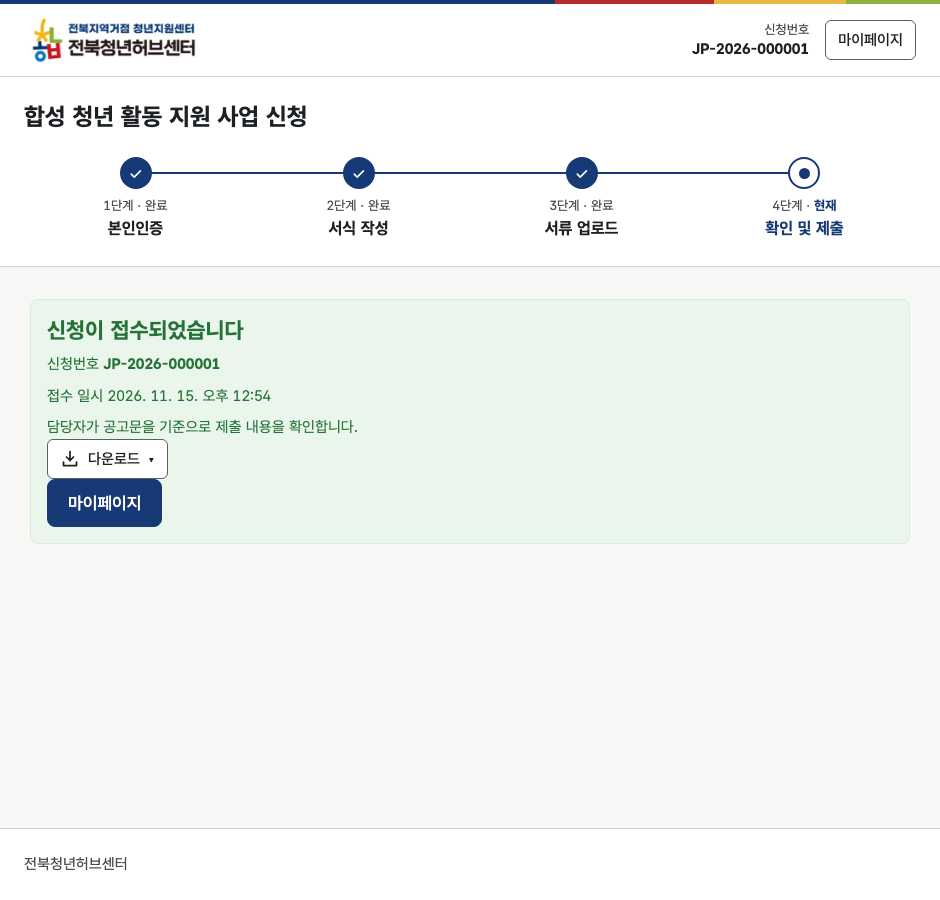 전북지역거점 청년지원센터
전북청년허브센터
신청번호
JP-2026-000001
마이페이지
합성 청년 활동 지원 사업 신청
1단계 · 완료
본인인증
2단계 · 완료
서식 작성
3단계 · 완료
서류 업로드
4단계 · 현재
확인 및 제출
신청이 접수되었습니다
신청번호 JP-2026-000001
접수 일시 2026. 11. 15. 오후 12:54
담당자가 공고문을 기준으로 제출 내용을 확인합니다.
다운로드 ▾
마이페이지
전북청년허브센터